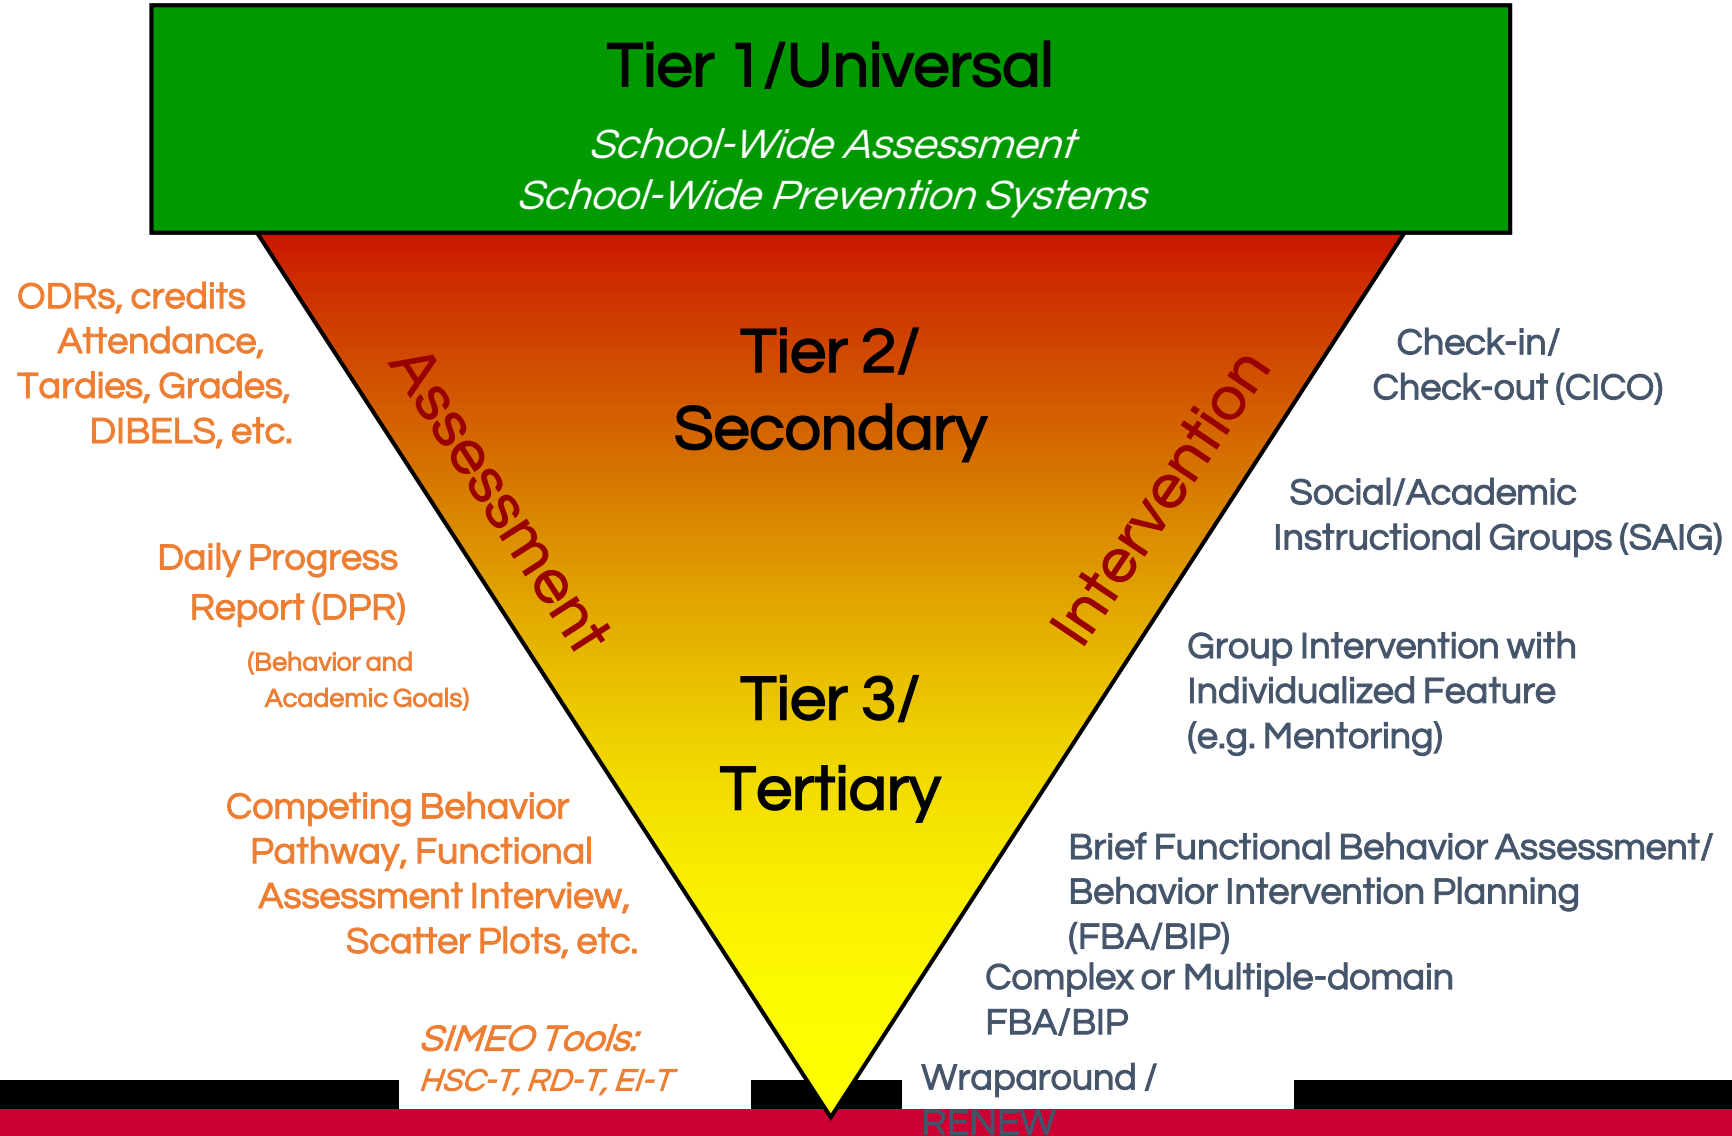 Tier 1/Universal
School-Wide Assessment
School-Wide Prevention Systems
ODRs, credits
Attendance,
Tardies, Grades,
DIBELS, etc.
Daily Progress
Report (DPR)
(Behavior and
Academic Goals)
Competing Behavior
Pathway, Functional
Assessment Interview,
Scatter Plots, etc.
SIMEO Tools:
HSC-T, RD-T, EI-T
Assessment
Tier 2/
Secondary
Tier 3/
Tertiary
Intervention
Check-in/
Check-out (CICO)
Social/Academic
Instructional Groups (SAIG)
Group Intervention with
Individualized Feature
(e.g. Mentoring)
Brief Functional Behavior Assessment/
Behavior Intervention Planning
(FBA/BIP)
Complex or Multiple-domain
FBA/BIP
Wraparound /
RENEW